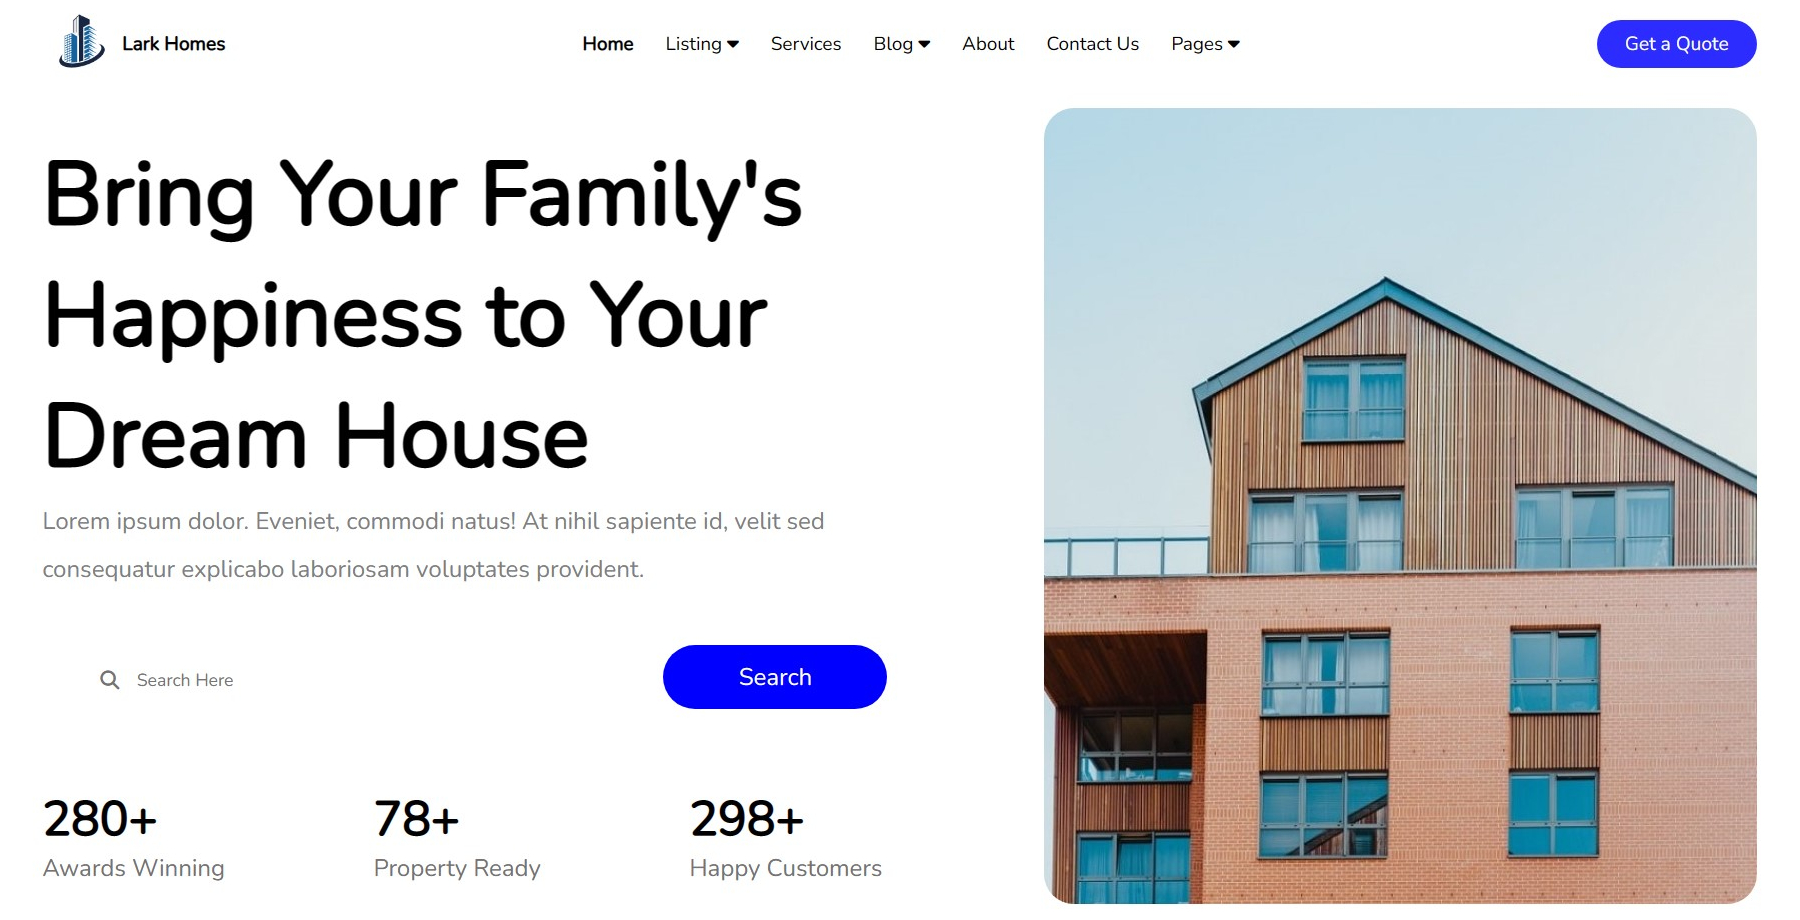 Lark Homes
Home Listing Services Blog About Contact Us Pages
Get a Quote
Bring Your Family's
Happiness to Your
Dream House
Lorem ipsum dolor. Eveniet, commodi natus! At nihil sapiente id, velit sed
consequatur explicabo laboriosam voluptates provident.
Search Here
Search
280+
Awards Winning
78+
Property Ready
298+
Happy Customers